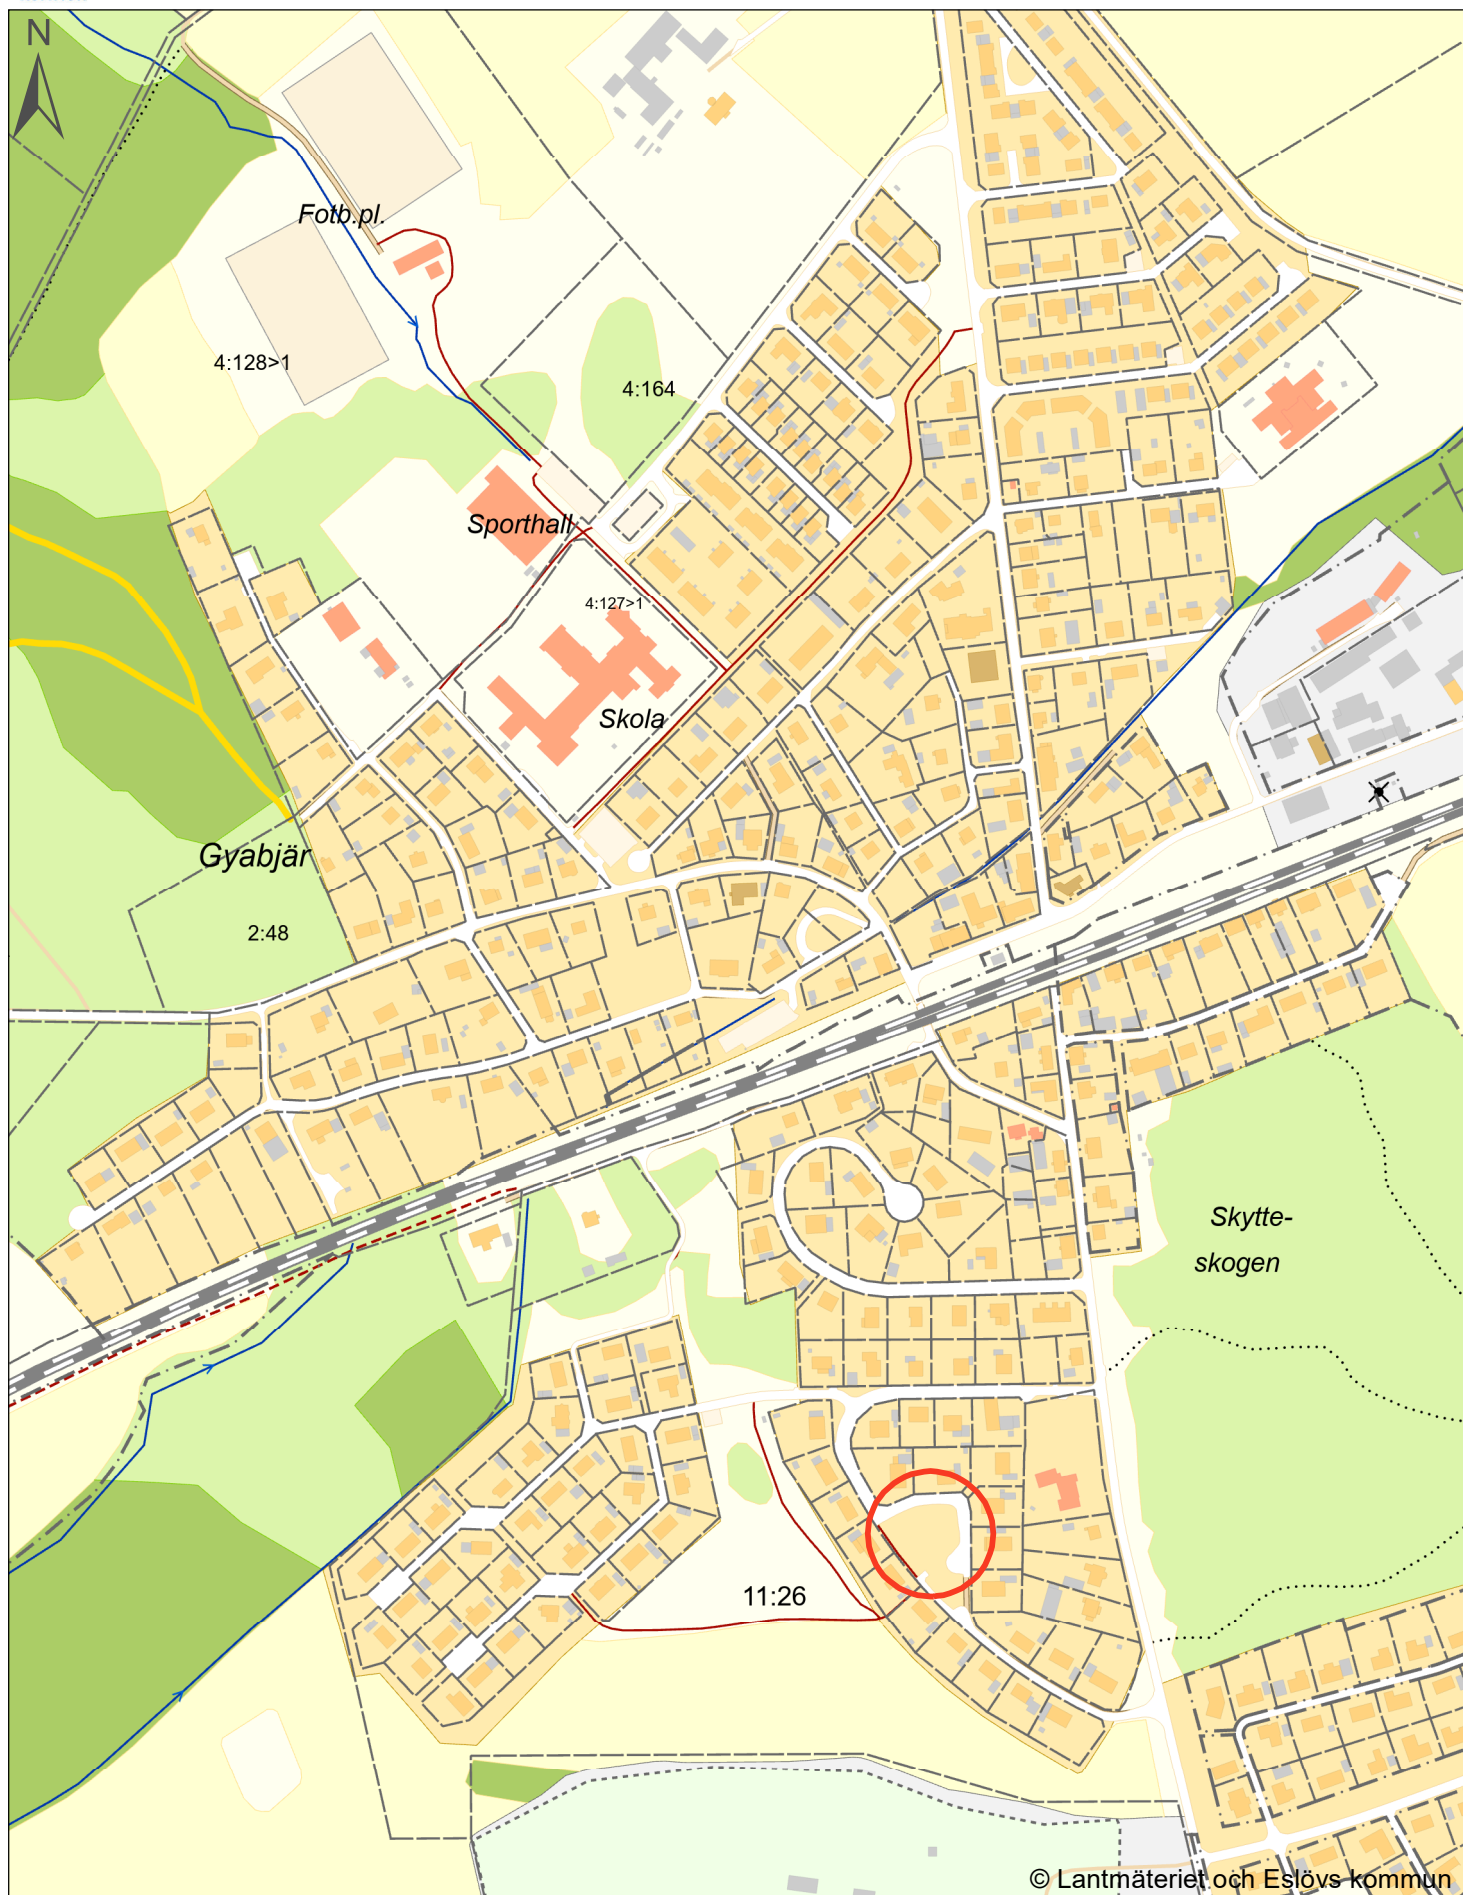 N
Fotb.pl.
4:128>1
4:164
Sporthall
4:127>1
Skola
Gyabjär
2:48
Skytte-
skogen
11:26
© Lantmäteriet och Eslövs kommun